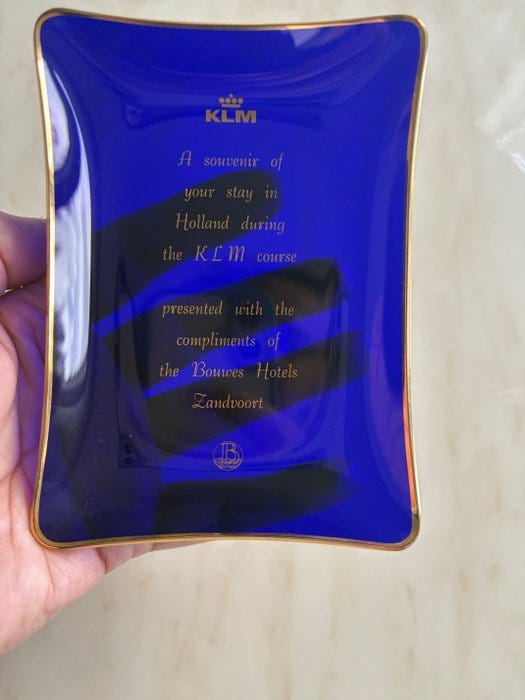 KLM
A souvenir of
your stay in
Holland during
the KLM course
presented with the
compliments of
the Bouwes Hotels
Zandvoort
B